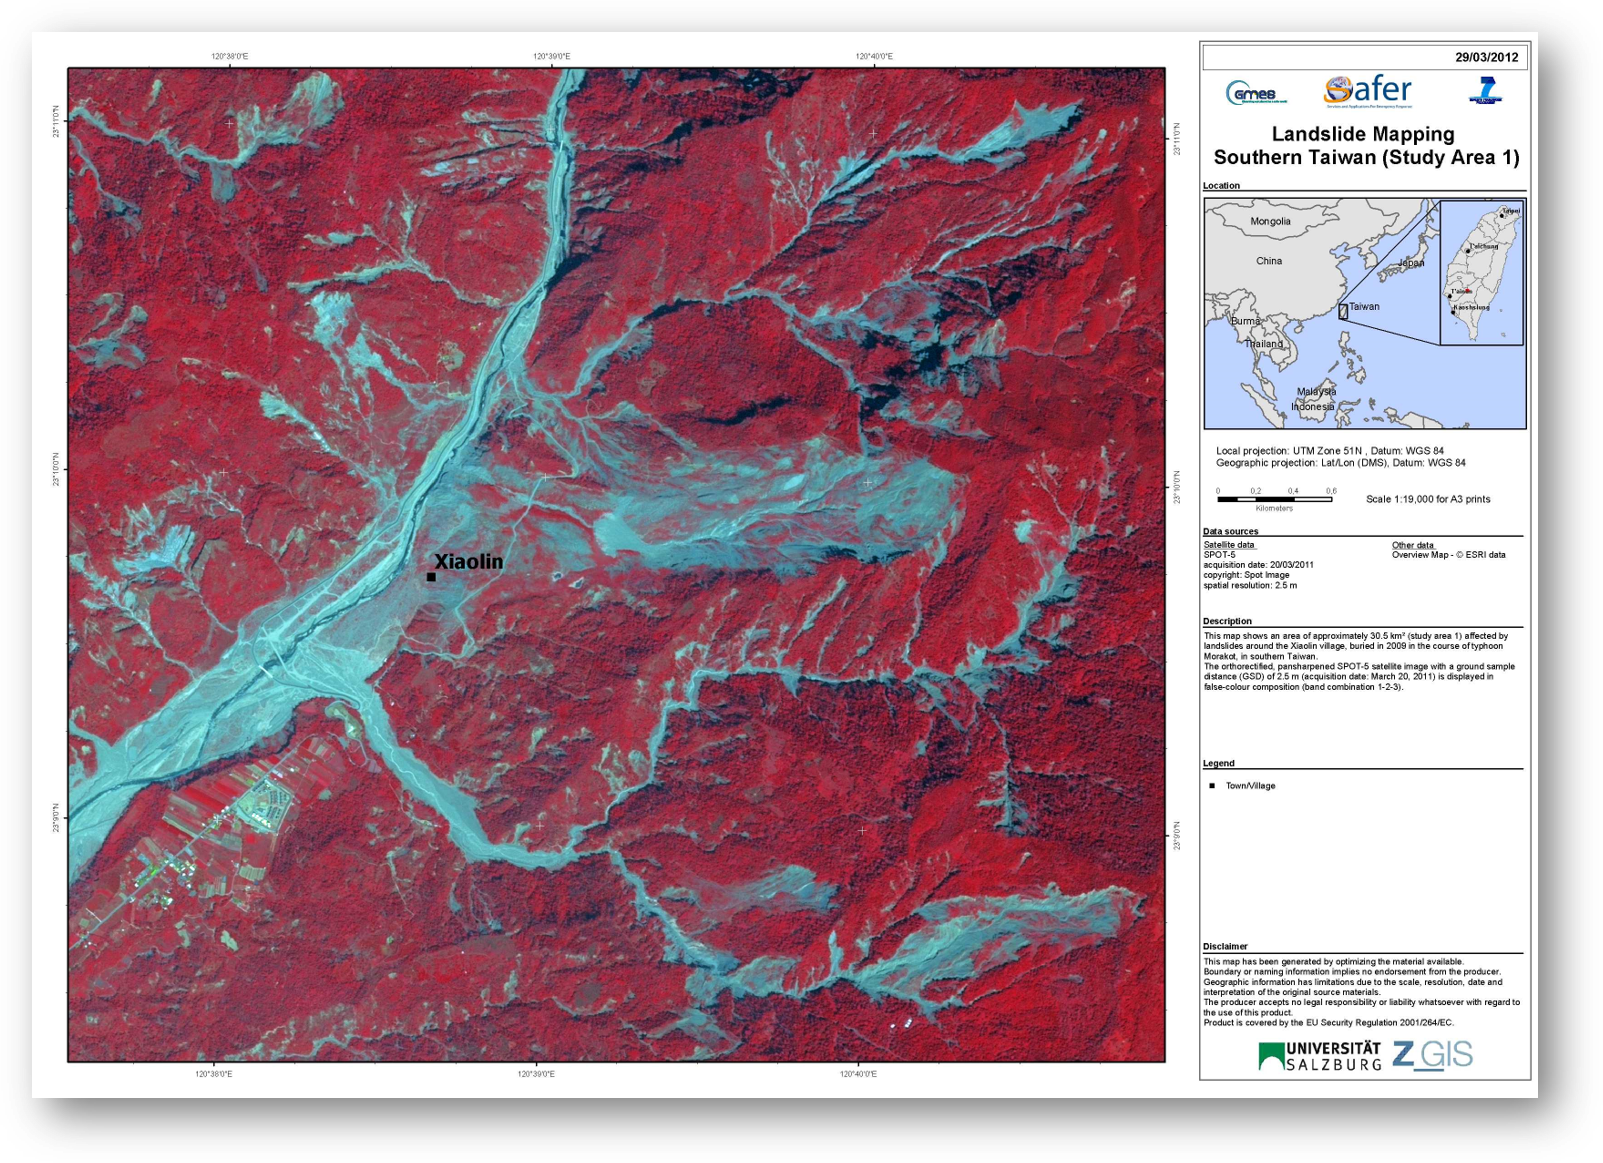 120°38'0"E
120°39'0"E
120°40'0"E
23°11'0"N
23°10'0"N
23°9'0"N
Xiaolin
23°11'0"N
23°10'0"N
23°9'0"N
120°38'0"E
120°39'0"E
120°40'0"E
29/03/2012
Gmes
Safer
Services and Applications For Emergency Response
7
Landslide Mapping
Southern Taiwan (Study Area 1)
Location
Mongolia
China
Japan
Taiwan
Burma
Thailand
Malaysia
Indonesia
Taipei
Taichung
Tainan
Kaohsiung
Local projection: UTM Zone 51N , Datum: WGS 84
Geographic projection: Lat/Lon (DMS), Datum: WGS 84
0 0,2 0,4 0,6
Kilometers
Scale 1:19,000 for A3 prints
Data sources
Satellite data
SPOT-5
acquisition date: 20/03/2011
copyright: Spot Image
spatial resolution: 2.5 m
Other data
Overview Map - © ESRI data
Description
This map shows an area of approximately 30.5 km² (study area 1) affected by
landslides around the Xiaolin village, buried in 2009 in the course of typhoon
Morakot, in southern Taiwan.
The orthorectified, pansharpened SPOT-5 satellite image with a ground sample
distance (GSD) of 2.5 m (acquisition date: March 20, 2011) is displayed in
false-colour composition (band combination 1-2-3).
Legend
Town/Village
Disclaimer
This map has been generated by optimizing the material available.
Boundary or naming information implies no endorsement from the producer.
Geographic information has limitations due to the scale, resolution, date and
interpretation of the original source materials.
The producer accepts no legal responsibility or liability whatsoever with regard to
the use of this product.
Product is covered by the EU Security Regulation 2001/264/EC.
UNIVERSITÄT
SALZBURG
Z_GIS